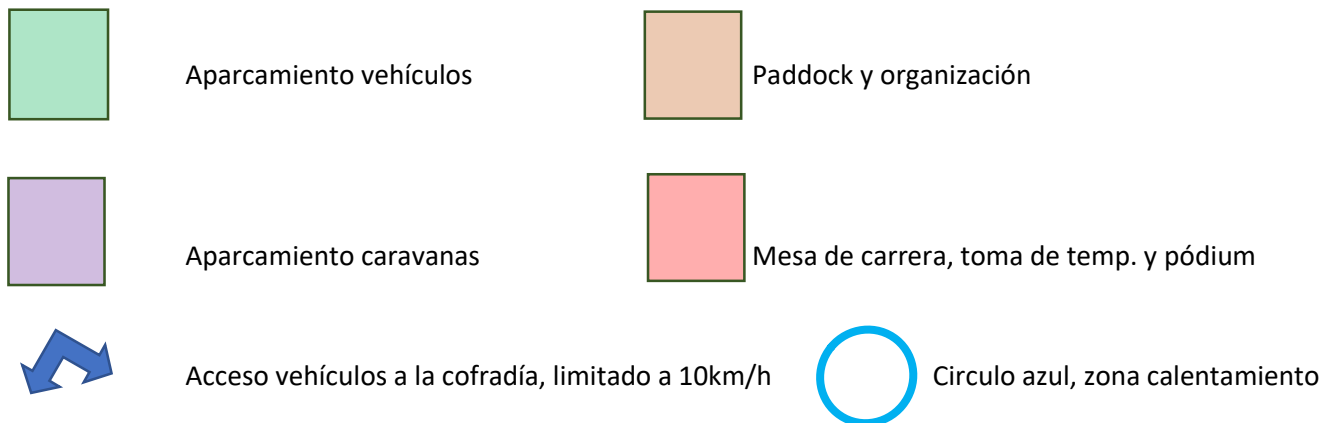 Aparcamiento vehículos
Paddock y organización
Aparcamiento caravanas
Mesa de carrera, toma de temp. y pódium
Acceso vehículos a la cofradía, limitado a 10km/h
Circulo azul, zona calentamiento